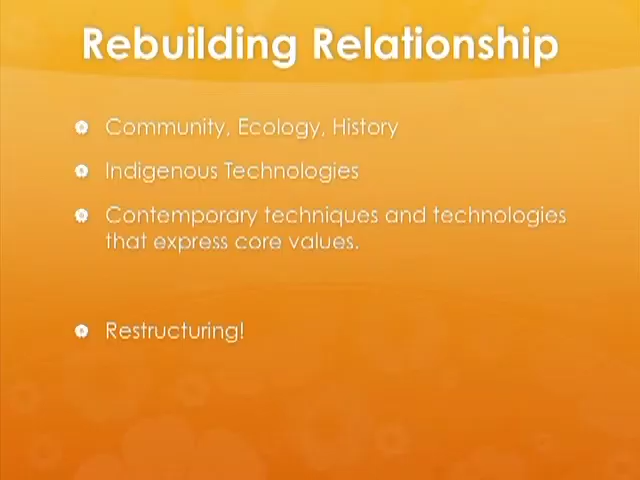 Rebuilding Relationship
Community, Ecology, History
Indigenous Technologies
Contemporary techniques and technologies
that express core values.
Restructuring!